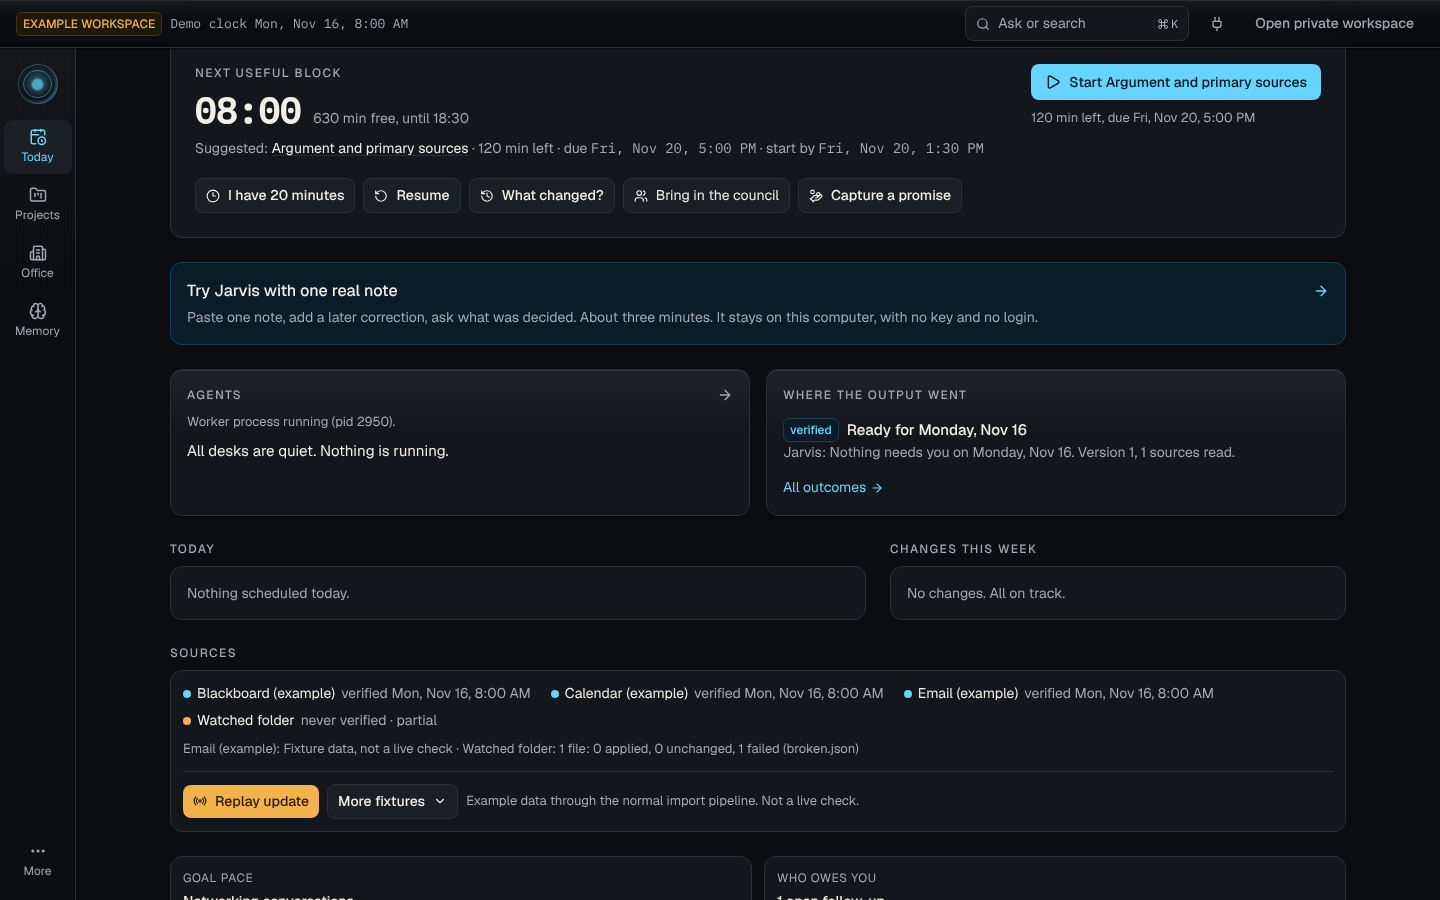 EXAMPLE WORKSPACE Demo clock Mon, Nov 16, 8:00 AM
Ask or search ⌘K
Open private workspace
Today
Projects
Office
Memory
More
NEXT USEFUL BLOCK
08:00 630 min free, until 18:30
Start Argument and primary sources
120 min left, due Fri, Nov 20, 5:00 PM
Suggested: Argument and primary sources · 120 min left · due Fri, Nov 20, 5:00 PM · start by Fri, Nov 20, 1:30 PM
I have 20 minutes Resume What changed? Bring in the council Capture a promise
Try Jarvis with one real note
Paste one note, add a later correction, ask what was decided. About three minutes. It stays on this computer, with no key and no login.
AGENTS
Worker process running (pid 2950).
All desks are quiet. Nothing is running.
WHERE THE OUTPUT WENT
verified Ready for Monday, Nov 16
Jarvis: Nothing needs you on Monday, Nov 16. Version 1, 1 sources read.
All outcomes
TODAY
Nothing scheduled today.
CHANGES THIS WEEK
No changes. All on track.
SOURCES
Blackboard (example) verified Mon, Nov 16, 8:00 AM Calendar (example) verified Mon, Nov 16, 8:00 AM Email (example) verified Mon, Nov 16, 8:00 AM
Watched folder never verified · partial
Email (example): Fixture data, not a live check · Watched folder: 1 file: 0 applied, 0 unchanged, 1 failed (broken.json)
Replay update More fixtures Example data through the normal import pipeline. Not a live check.
GOAL PACE
Networking conversations
WHO OWES YOU
1 open follow-up